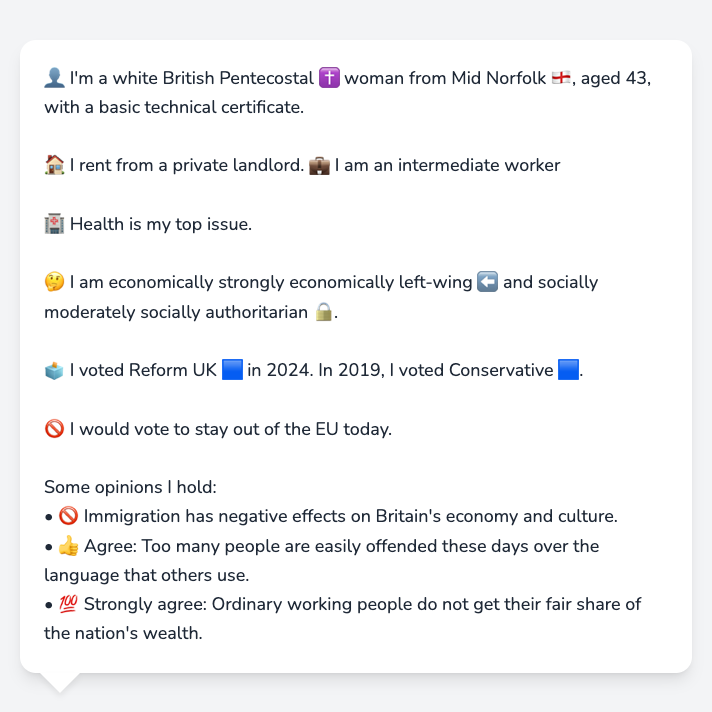 👤 I'm a white British Pentecostal ✝️ woman from Mid Norfolk 🏴󠁧󠁢󠁥󠁮󠁧󠁿, aged 43,
with a basic technical certificate.
🏠 I rent from a private landlord. 💼 I am an intermediate worker
🏥 Health is my top issue.
🤔 I am economically strongly economically left-wing ⬅️ and socially
moderately socially authoritarian 🔒.
🗳️ I voted Reform UK 🟦 in 2024. In 2019, I voted Conservative 🟦.
🚫 I would vote to stay out of the EU today.
Some opinions I hold:
• 🚫 Immigration has negative effects on Britain's economy and culture.
• 👍 Agree: Too many people are easily offended these days over the
language that others use.
• 💯 Strongly agree: Ordinary working people do not get their fair share of
the nation's wealth.